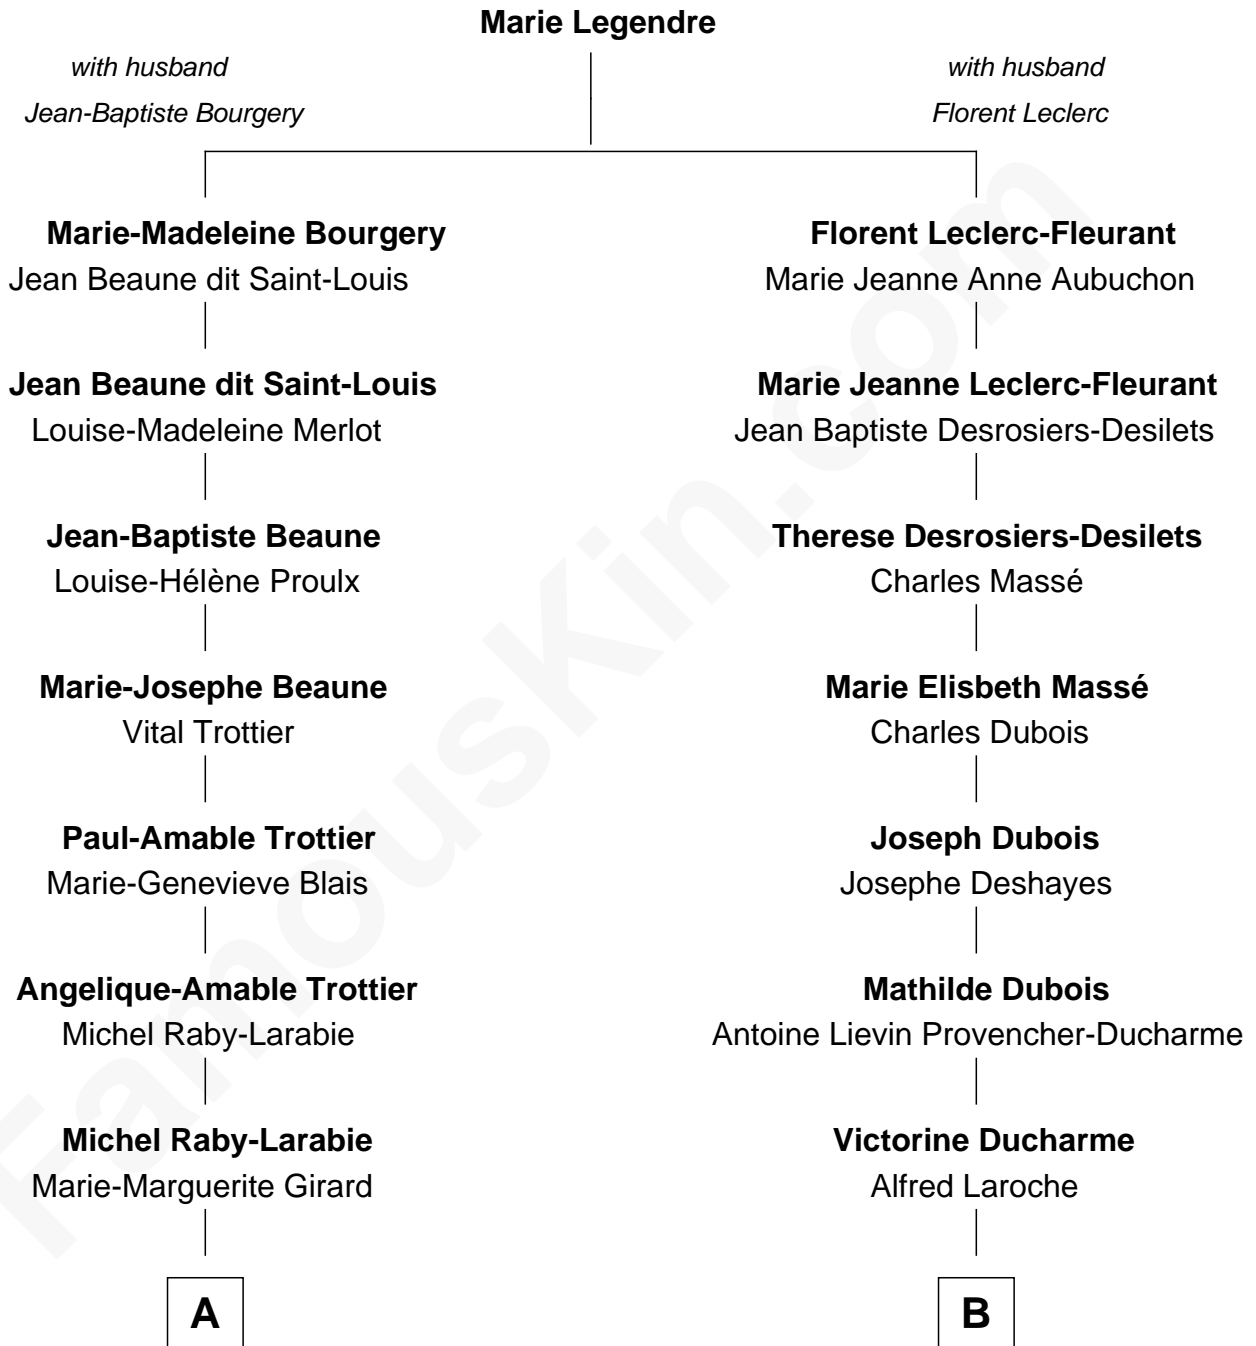 Marie Legendre
with husband
Jean-Baptiste Bourgery
with husband
Florent Leclerc
Marie-Madeleine Bourgery
Jean Beaune dit Saint-Louis
Florent Leclerc-Fleurant
Marie Jeanne Anne Aubuchon
Jean Beaune dit Saint-Louis
Louise-Madeleine Merlot
Marie Jeanne Leclerc-Fleurant
Jean Baptiste Desrosiers-Desilets
Jean-Baptiste Beaune
Louise-Hélène Proulx
Therese Desrosiers-Desilets
Charles Massé
Marie-Josephe Beaune
Vital Trottier
Marie Elisbeth Massé
Charles Dubois
Paul-Amable Trottier
Marie-Genevieve Blais
Joseph Dubois
Josephe Deshayes
Angelique-Amable Trottier
Michel Raby-Larabie
Mathilde Dubois
Antoine Lievin Provencher-Ducharme
Michel Raby-Larabie
Marie-Marguerite Girard
Victorine Ducharme
Alfred Laroche
A
B
FamousKin.com